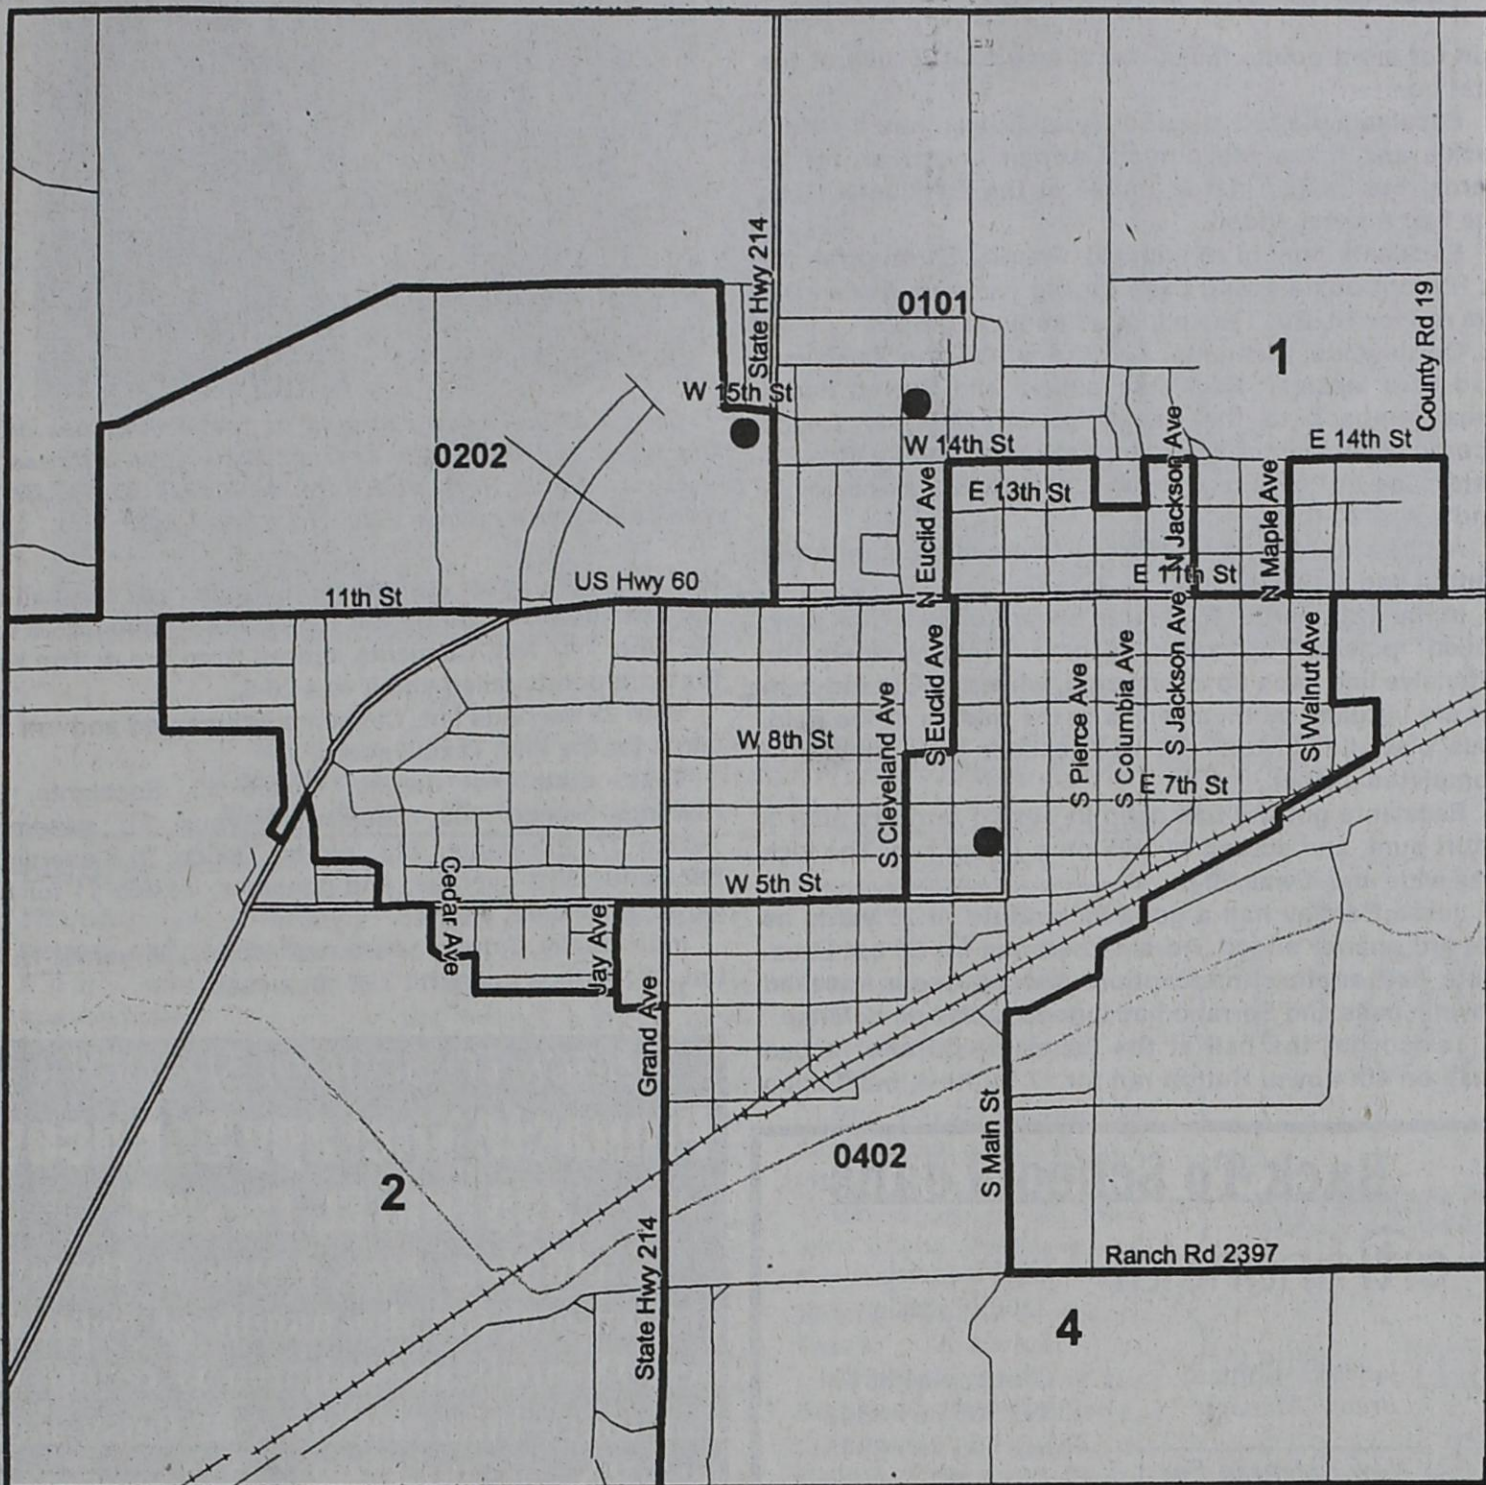 State Hwy 214
0101
1
County Rd 19
W 15th St
0202
W 14th St
E 14th St
N Euclid Ave
E 13th St
N Jackson Ave
N Maple Ave
E 11th St
US Hwy 60
11th St
S Euclid Ave
S Cleveland Ave
W 8th St
S Pierce Ave
S Columbia Ave
S Jackson Ave
S Walnut Ave
E 7th St
W 5th St
Cedar Ave
Jay Ave
Grand Ave
S Main St
0402
2
Ranch Rd 2397
State Hwy 214
4